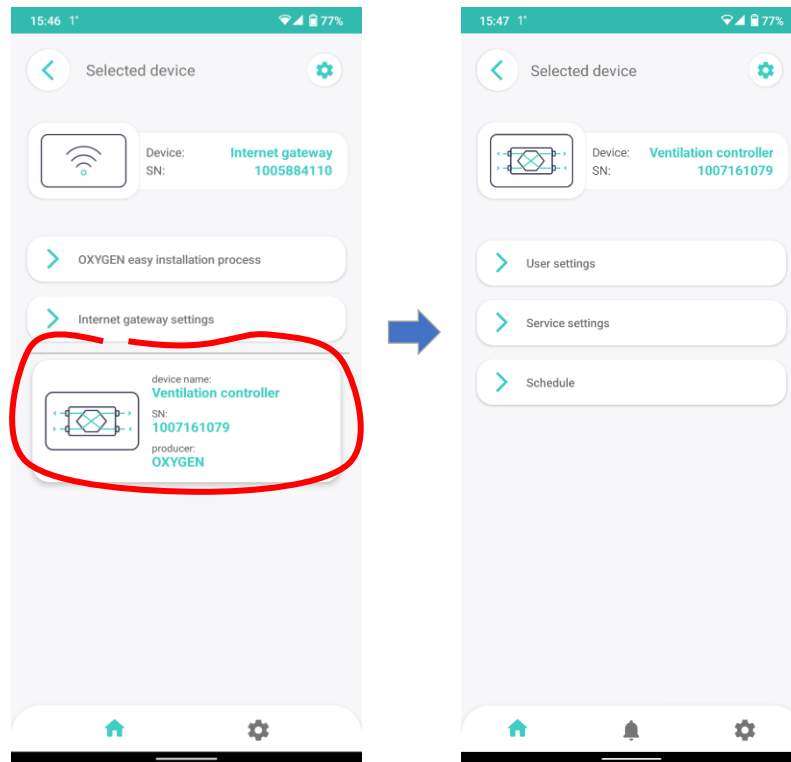 15:46 1°
77%
Selected device
Device: Internet gateway
SN: 1005884110
OXYGEN easy installation process
Internet gateway settings
device name:
Ventilation controller
SN:
1007161079
producer:
OXYGEN
15:47 1°
77%
Selected device
Device: Ventilation controller
SN: 1007161079
User settings
Service settings
Schedule